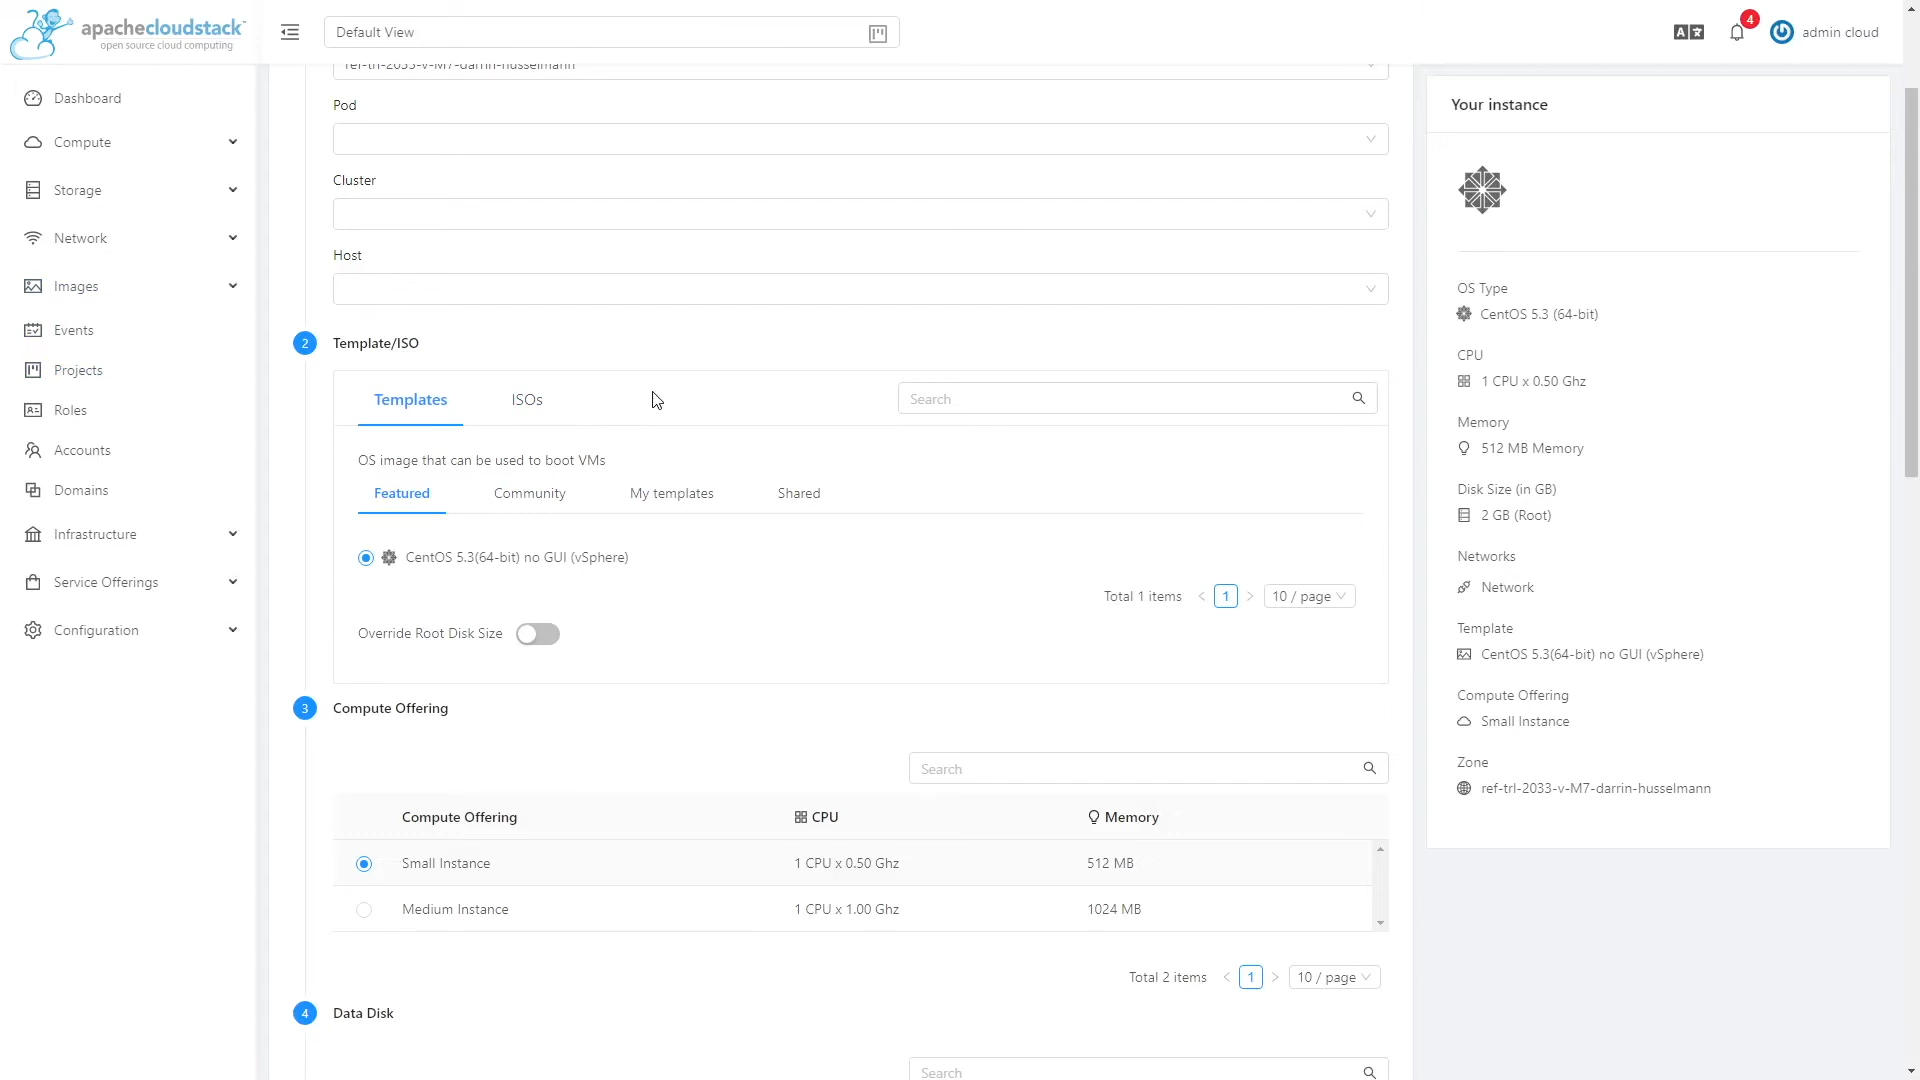 apachecloudstack™
open source cloud computing
Default View
4
admin cloud
Dashboard
Compute
Storage
Network
Images
Events
Projects
Roles
Accounts
Domains
Infrastructure
Service Offerings
Configuration
ref-trl-2033-v-M7-darrin-husselmann
Pod
Cluster
Host
2 Template/ISO
Templates ISOs Search
OS image that can be used to boot VMs
Featured Community My templates Shared
CentOS 5.3(64-bit) no GUI (vSphere)
Total 1 items < 1 > 10 / page
Override Root Disk Size
3 Compute Offering
Search
Compute Offering CPU Memory
Small Instance 1 CPU x 0.50 Ghz 512 MB
Medium Instance 1 CPU x 1.00 Ghz 1024 MB
Total 2 items < 1 > 10 / page
4 Data Disk
Search
Your instance
OS Type
CentOS 5.3 (64-bit)
CPU
1 CPU x 0.50 Ghz
Memory
512 MB Memory
Disk Size (in GB)
2 GB (Root)
Networks
Network
Template
CentOS 5.3(64-bit) no GUI (vSphere)
Compute Offering
Small Instance
Zone
ref-trl-2033-v-M7-darrin-husselmann